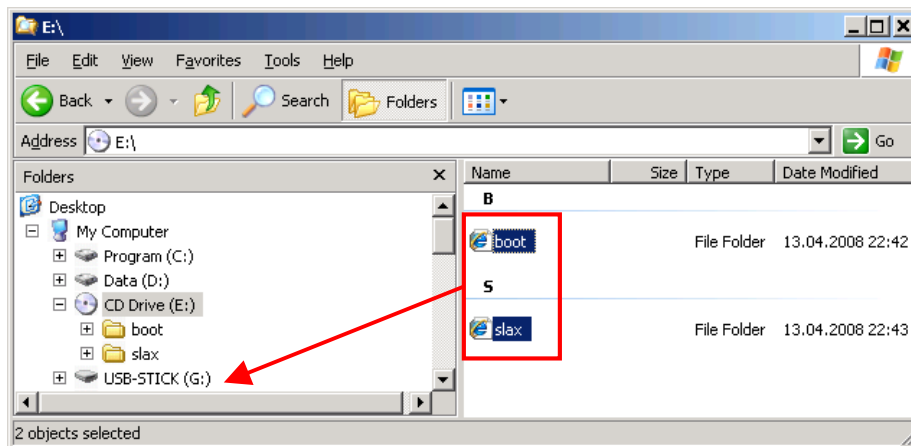 E:\
File Edit View Favorites Tools Help
Back Search Folders
Address E:\ Go
Folders x
Desktop
My Computer
Program (C:)
Data (D:)
CD Drive (E:)
boot
slax
USB-STICK (G:)
Name Size Type Date Modified
B
boot File Folder 13.04.2008 22:42
S
slax File Folder 13.04.2008 22:43
2 objects selected